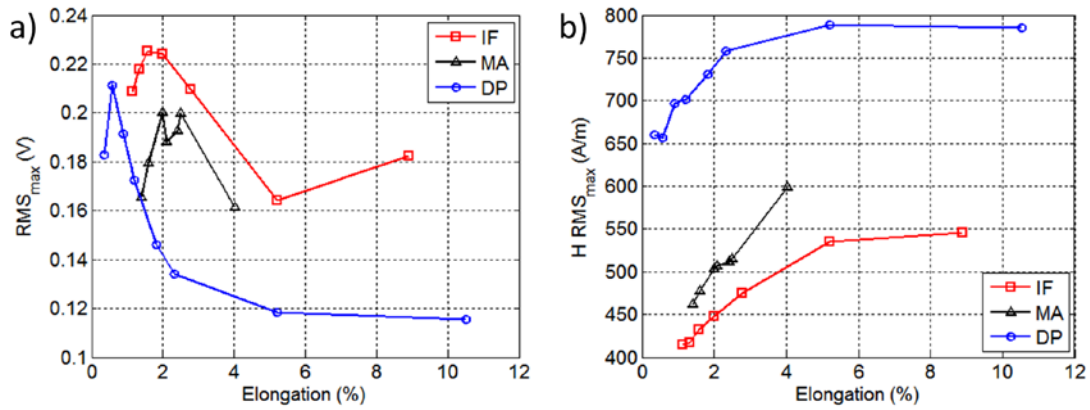 a)
RMSmax (V)
0.24
0.22
0.2
0.18
0.16
0.14
0.12
0.1
IF
MA
DP
0 2 4 6 8 10 12
Elongation (%)
b)
H RMSmax (A/m)
800
750
700
650
600
550
500
450
400
IF
MA
DP
0 2 4 6 8 10 12
Elongation (%)